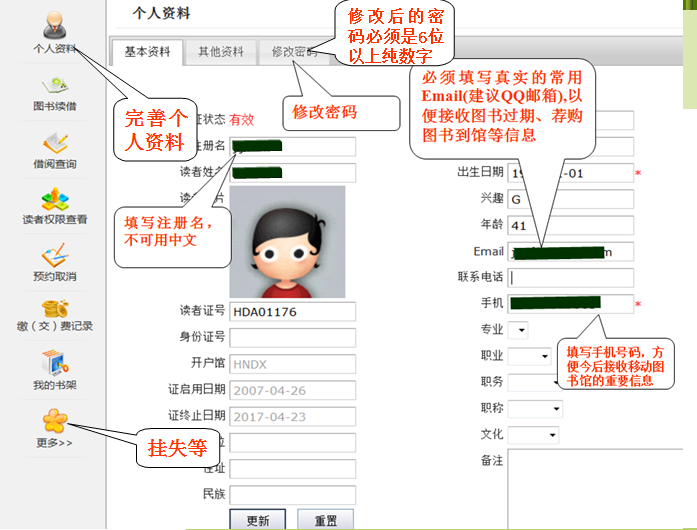 个人资料
图书续借
借阅查询
读者权限查看
预约取消
缴（交）费记录
我的书架
更多>>
个人资料
基本资料
其他资料
修改密码
修改后的密
码必须是6位
以上纯数字
修改密码
完善个
人资料
必须填写真实的常用
Email(建议QQ邮箱),以
便接收图书过期、荐购
图书到馆等信息
证状态 有效
注册名
读者姓名
填写注册名，
不可用中文
读者证号 HDA01176
身份证号
开户馆 HNDX
证启用日期 2007-04-26
证终止日期 2017-04-23
挂失等
住址
民族
更新
重置
出生日期 -01 *
兴趣 G
年龄 41
Email
联系电话
手机 *
专业
填写手机号码，方
便今后接收移动图
书馆的重要信息
职业
职务
职称
文化
备注